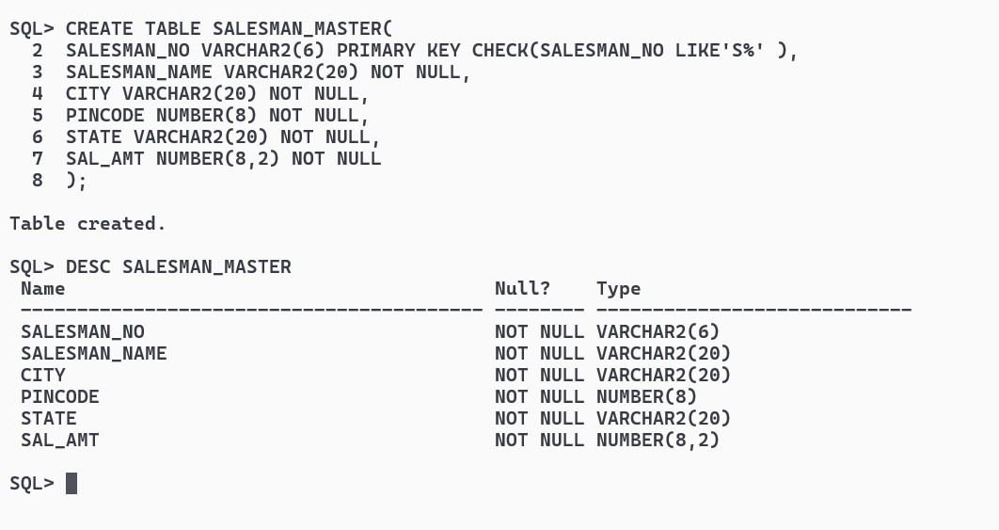 SQL> CREATE TABLE SALESMAN_MASTER(
  2  SALESMAN_NO VARCHAR2(6) PRIMARY KEY CHECK(SALESMAN_NO LIKE'S%' ),
  3  SALESMAN_NAME VARCHAR2(20) NOT NULL,
  4  CITY VARCHAR2(20) NOT NULL,
  5  PINCODE NUMBER(8) NOT NULL,
  6  STATE VARCHAR2(20) NOT NULL,
  7  SAL_AMT NUMBER(8,2) NOT NULL
  8  );
Table created.
SQL> DESC SALESMAN_MASTER
 Name                                      Null?    Type
 ----------------------------------------- -------- ----------------------------
 SALESMAN_NO                               NOT NULL VARCHAR2(6)
 SALESMAN_NAME                             NOT NULL VARCHAR2(20)
 CITY                                      NOT NULL VARCHAR2(20)
 PINCODE                                   NOT NULL NUMBER(8)
 STATE                                     NOT NULL VARCHAR2(20)
 SAL_AMT                                   NOT NULL NUMBER(8,2)
SQL>